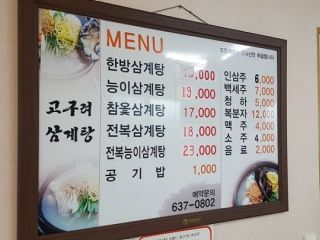 모든
MENU
고구려
삼계탕
한방삼계탕 15,000
능이삼계탕 19,000
참옻삼계탕 17,000
전복삼계탕 18,000
전복능이삼계탕 23,000
공기밥 1,000
인삼주 6,000
백세주 7,000
청하 5,000
복분자 12,000
맥주 4,000
소주 4,000
음료 2,000
예약문의
637-0802